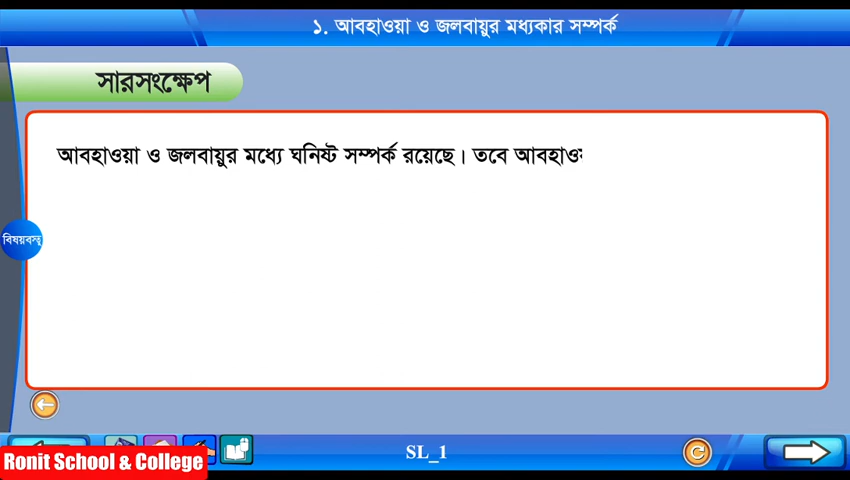 ১. আবহাওয়া ও জলবায়ুর মধ্যকার সম্পর্ক
সারসংক্ষেপ
আবহাওয়া ও জলবায়ুর মধ্যে ঘনিষ্ট সম্পর্ক রয়েছে। তবে
বিষয়বস্তু
SL_1
Ronit School & College